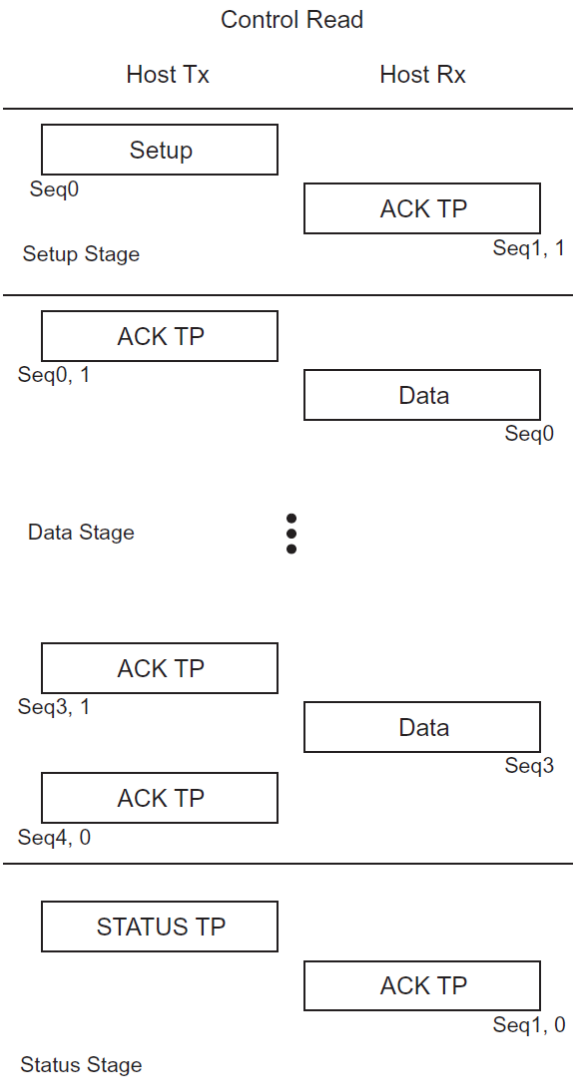 Control Read
Host Tx Host Rx
Setup
Seq0
ACK TP
Seq1, 1
Setup Stage
ACK TP
Seq0, 1
Data
Seq0
Data Stage
ACK TP
Seq3, 1
Data
Seq3
ACK TP
Seq4, 0
STATUS TP
ACK TP
Seq1, 0
Status Stage